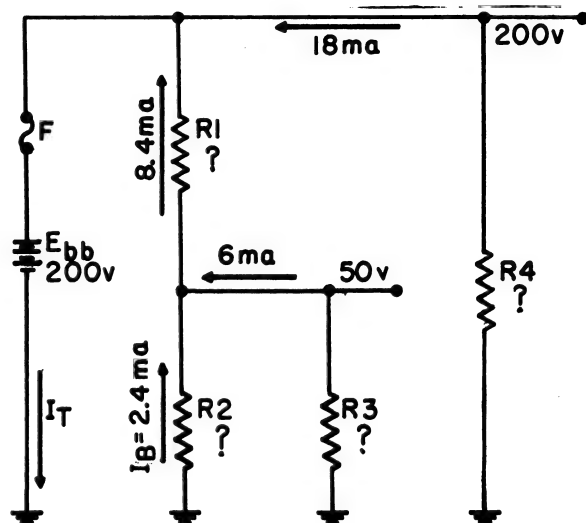 200v
18ma
F
8.4ma
R1
?
Ebb
200v
6ma
50v
R4
?
IT
IB=2.4ma
R2
?
R3
?